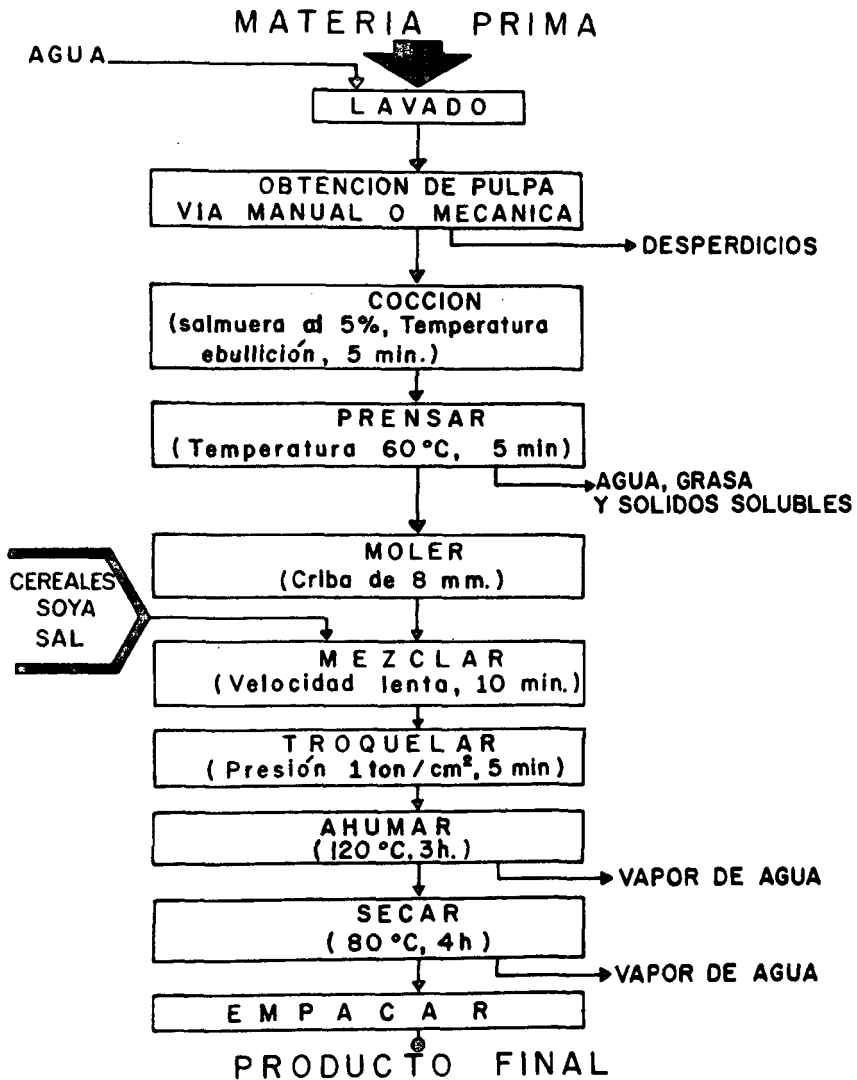 MATERIA PRIMA
AGUA
LAVADO
OBTENCION DE PULPA
VIA MANUAL O MECANICA
DESPERDICIOS
COCCION
(salmuera al 5%, Temperatura
ebullición, 5 min.)
PRENSAR
(Temperatura 60°C, 5 min)
AGUA, GRASA
Y SOLIDOS SOLUBLES
MOLER
(Criba de 8 mm.)
CEREALES
SOYA
SAL
MEZCLAR
(Velocidad lenta, 10 min.)
TROQUELAR
(Presión 1 ton/cm², 5 min)
AHUMAR
(120°C, 3h.)
VAPOR DE AGUA
SECAR
(80°C, 4h)
VAPOR DE AGUA
EMPACAR
PRODUCTO FINAL